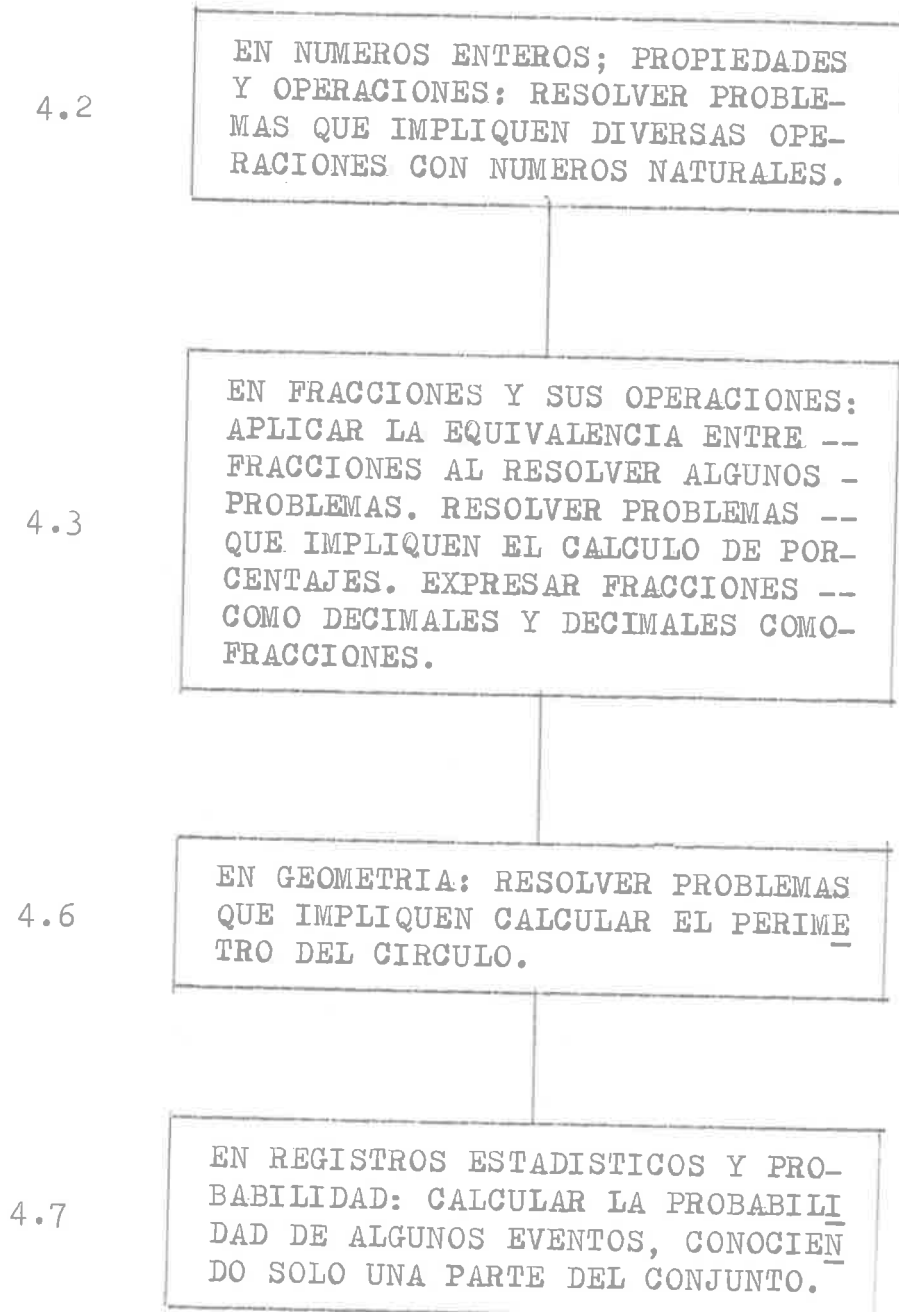 4.2
EN NUMEROS ENTEROS; PROPIEDADES
Y OPERACIONES: RESOLVER PROBLE-
MAS QUE IMPLIQUEN DIVERSAS OPE-
RACIONES CON NUMEROS NATURALES.
4.3
EN FRACCIONES Y SUS OPERACIONES:
APLICAR LA EQUIVALENCIA ENTRE --
FRACCIONES AL RESOLVER ALGUNOS -
PROBLEMAS. RESOLVER PROBLEMAS --
QUE IMPLIQUEN EL CALCULO DE POR-
CENTAJES. EXPRESAR FRACCIONES --
COMO DECIMALES Y DECIMALES COMO-
FRACCIONES.
4.6
EN GEOMETRIA: RESOLVER PROBLEMAS
QUE IMPLIQUEN CALCULAR EL PERIME
TRO DEL CIRCULO.
4.7
EN REGISTROS ESTADISTICOS Y PRO-
BABILIDAD: CALCULAR LA PROBABILI
DAD DE ALGUNOS EVENTOS, CONOCIEN
DO SOLO UNA PARTE DEL CONJUNTO.